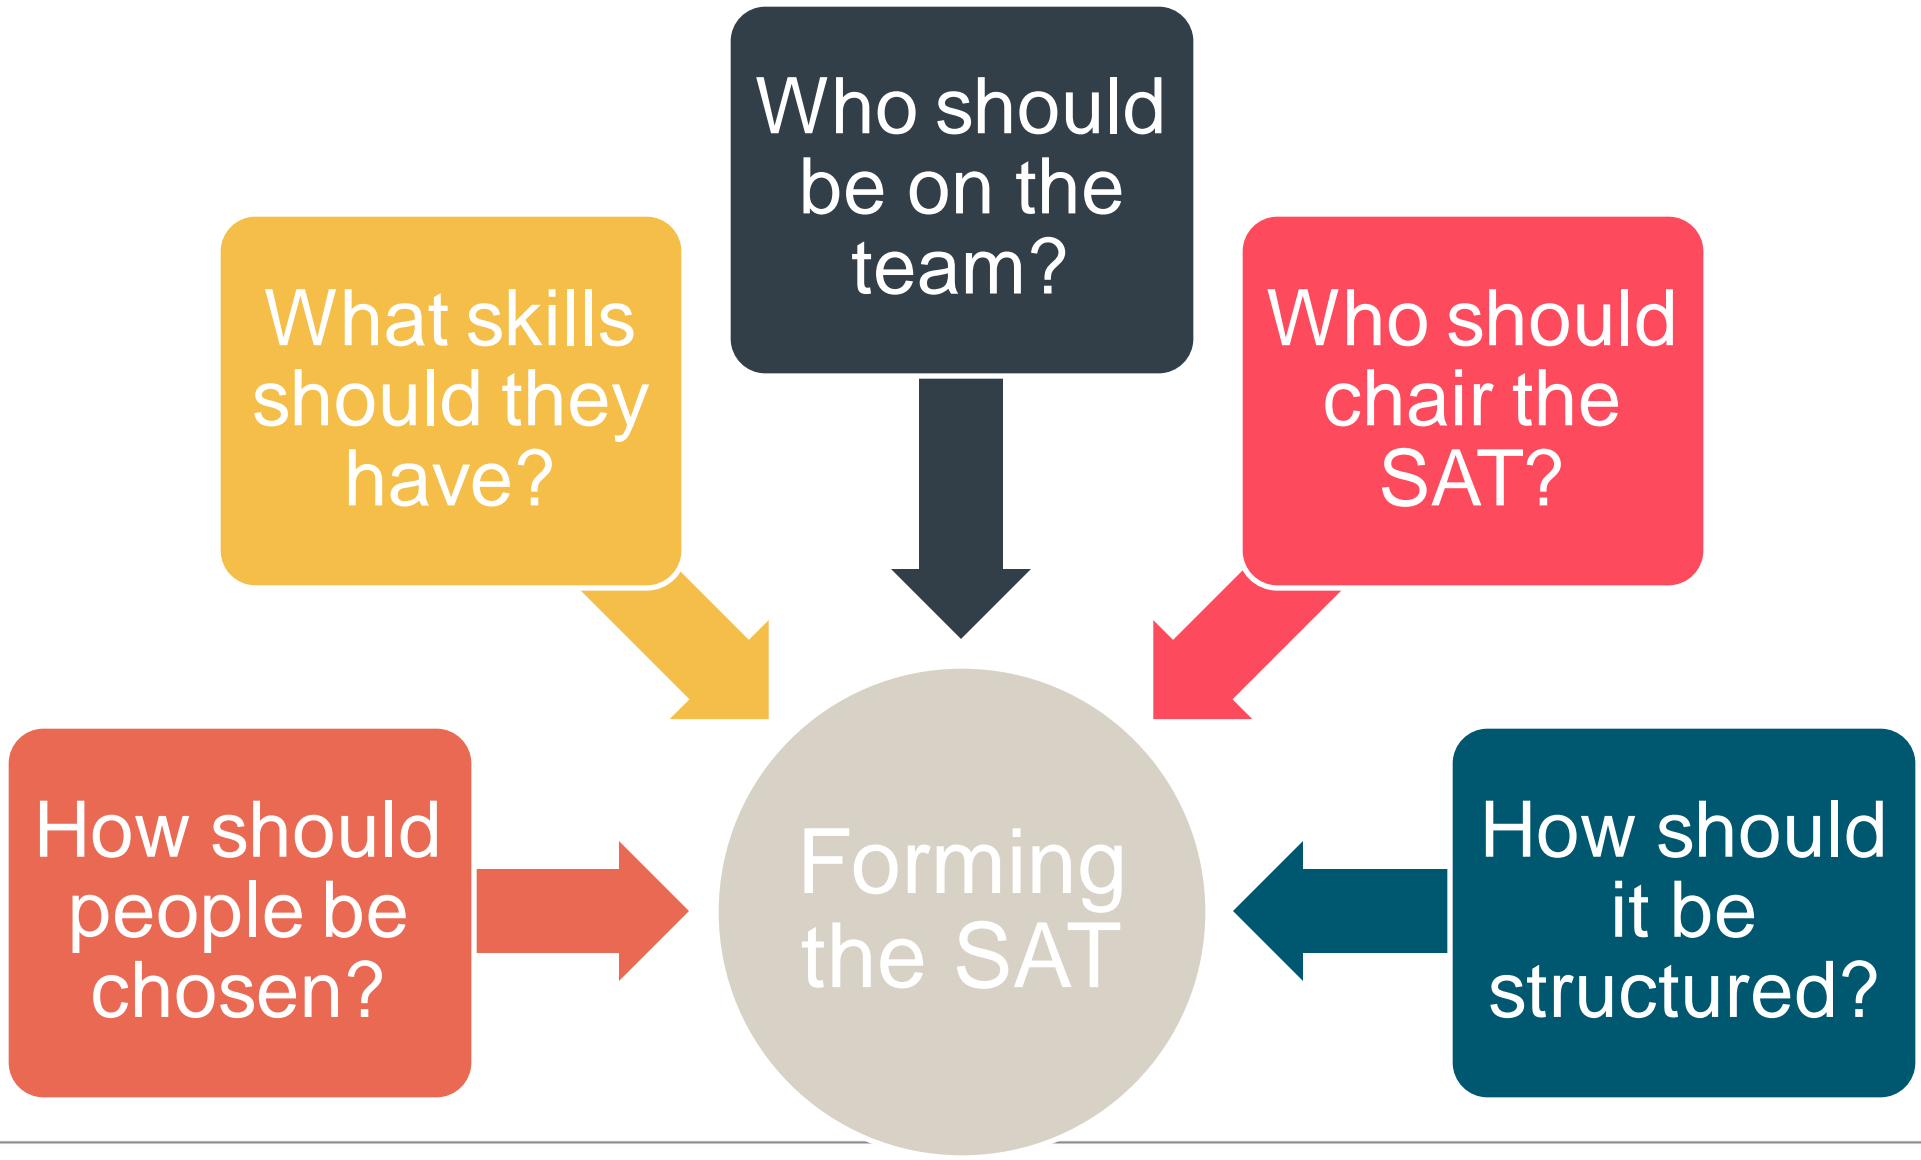 Who should
be on the
team?
What skills
should they
have?
Who should
chair the
SAT?
How should
people be
chosen?
Forming
the SAT
How should
it be
structured?